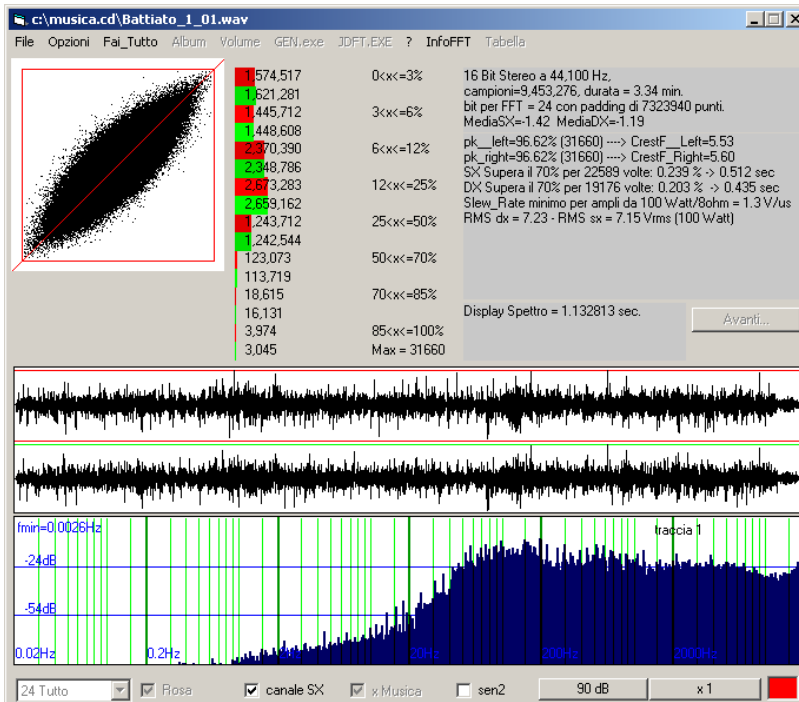 c:\musica.cd\Battiato_1_01.wav
File Opzioni Fai_Tutto Album Volume GEN.exe JDFT.EXE ? InfoFFT Tabella
1,574,517 0<x<=3%
1,621,281
1,445,712 3<x<=6%
1,448,608
2,370,390 6<x<=12%
2,348,786
2,673,283 12<x<=25%
2,659,162
1,243,712 25<x<=50%
1,242,544
123,073 50<x<=70%
113,719
18,615 70<x<=85%
16,131
3,974 85<x<=100%
3,045 Max = 31660
16 Bit Stereo a 44,100 Hz,
campioni=9,453,276, durata = 3.34 min.
bit per FFT = 24 con padding di 7323940 punti.
MediaSX=-1.42 MediaDX=-1.19
pk__left=96.62% (31660) ----> CrestF__Left=5.53
pk_right=96.62% (31660) ----> CrestF_Right=5.60
SX Supera il 70% per 22589 volte: 0.239 % -> 0.512 sec
DX Supera il 70% per 19176 volte: 0.203 % -> 0.435 sec
Slew_Rate minimo per ampli da 100 Watt/8ohm = 1.3 V/us
RMS dx = 7.23 - RMS sx = 7.15 Vrms (100 Watt)
Display Spettro = 1.132813 sec.
Avanti...
fmin=0.0026Hz
traccia 1
-24dB
-54dB
0.02Hz 0.2Hz 20Hz 200Hz 2000Hz
24 Tutto Rosa canale SX x Musica sen2 90 dB x 1